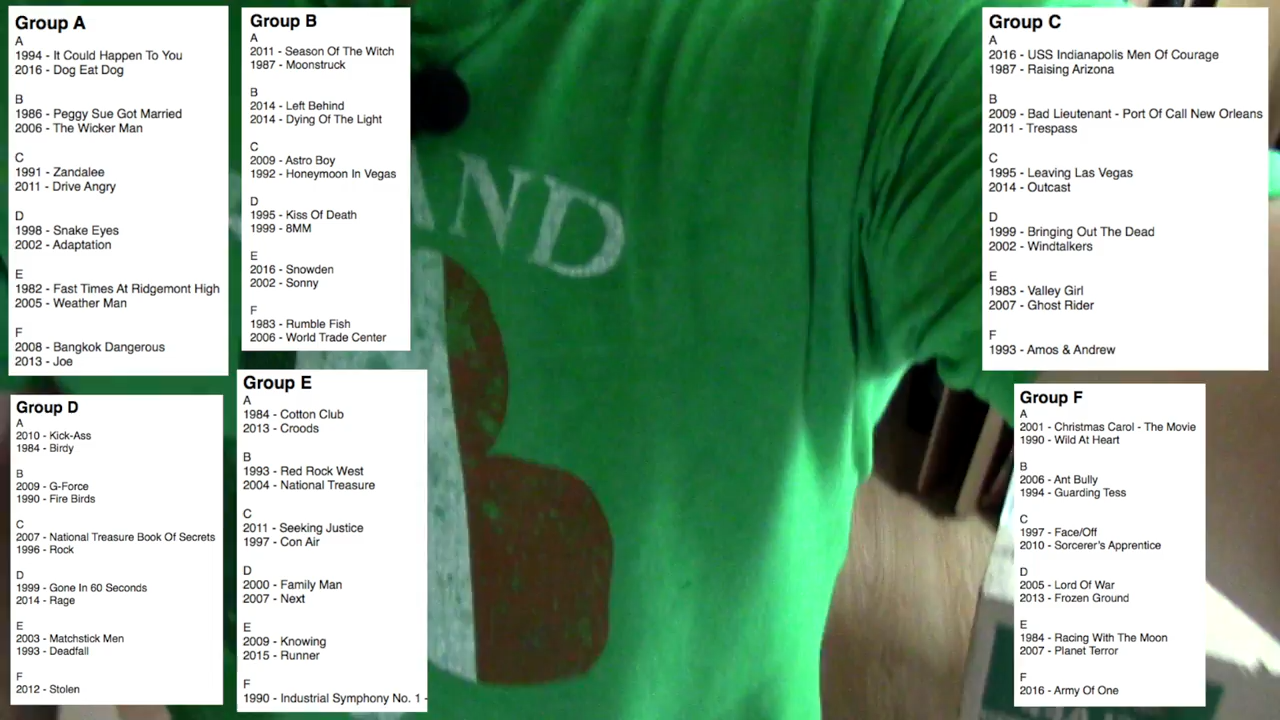 Group A
A
1994 - It Could Happen To You
2016 - Dog Eat Dog
B
1986 - Peggy Sue Got Married
2006 - The Wicker Man
C
1991 - Zandalee
2011 - Drive Angry
D
1998 - Snake Eyes
2002 - Adaptation
E
1982 - Fast Times At Ridgemont High
2005 - Weather Man
F
2008 - Bangkok Dangerous
2013 - Joe
Group B
A
2011 - Season Of The Witch
1987 - Moonstruck
B
2014 - Left Behind
2014 - Dying Of The Light
C
2009 - Astro Boy
1992 - Honeymoon In Vegas
D
1995 - Kiss Of Death
1999 - 8MM
E
2016 - Snowden
2002 - Sonny
F
1983 - Rumble Fish
2006 - World Trade Center
AND
Group C
A
2016 - USS Indianapolis Men Of Courage
1987 - Raising Arizona
B
2009 - Bad Lieutenant - Port Of Call New Orleans
2011 - Trespass
C
1995 - Leaving Las Vegas
2014 - Outcast
D
1999 - Bringing Out The Dead
2002 - Windtalkers
E
1983 - Valley Girl
2007 - Ghost Rider
F
1993 - Amos & Andrew
Group D
A
2010 - Kick-Ass
1984 - Birdy
B
2009 - G-Force
1990 - Fire Birds
C
2007 - National Treasure Book Of Secrets
1996 - Rock
D
1999 - Gone In 60 Seconds
2014 - Rage
E
2003 - Matchstick Men
1993 - Deadfall
F
2012 - Stolen
Group E
A
1984 - Cotton Club
2013 - Croods
B
1993 - Red Rock West
2004 - National Treasure
C
2011 - Seeking Justice
1997 - Con Air
D
2000 - Family Man
2007 - Next
E
2009 - Knowing
2015 - Runner
F
1990 - Industrial Symphony No. 1 -
Group F
A
2001 - Christmas Carol - The Movie
1990 - Wild At Heart
B
2006 - Ant Bully
1994 - Guarding Tess
C
1997 - Face/Off
2010 - Sorcerer's Apprentice
D
2005 - Lord Of War
2013 - Frozen Ground
E
1984 - Racing With The Moon
2007 - Planet Terror
F
2016 - Army Of One